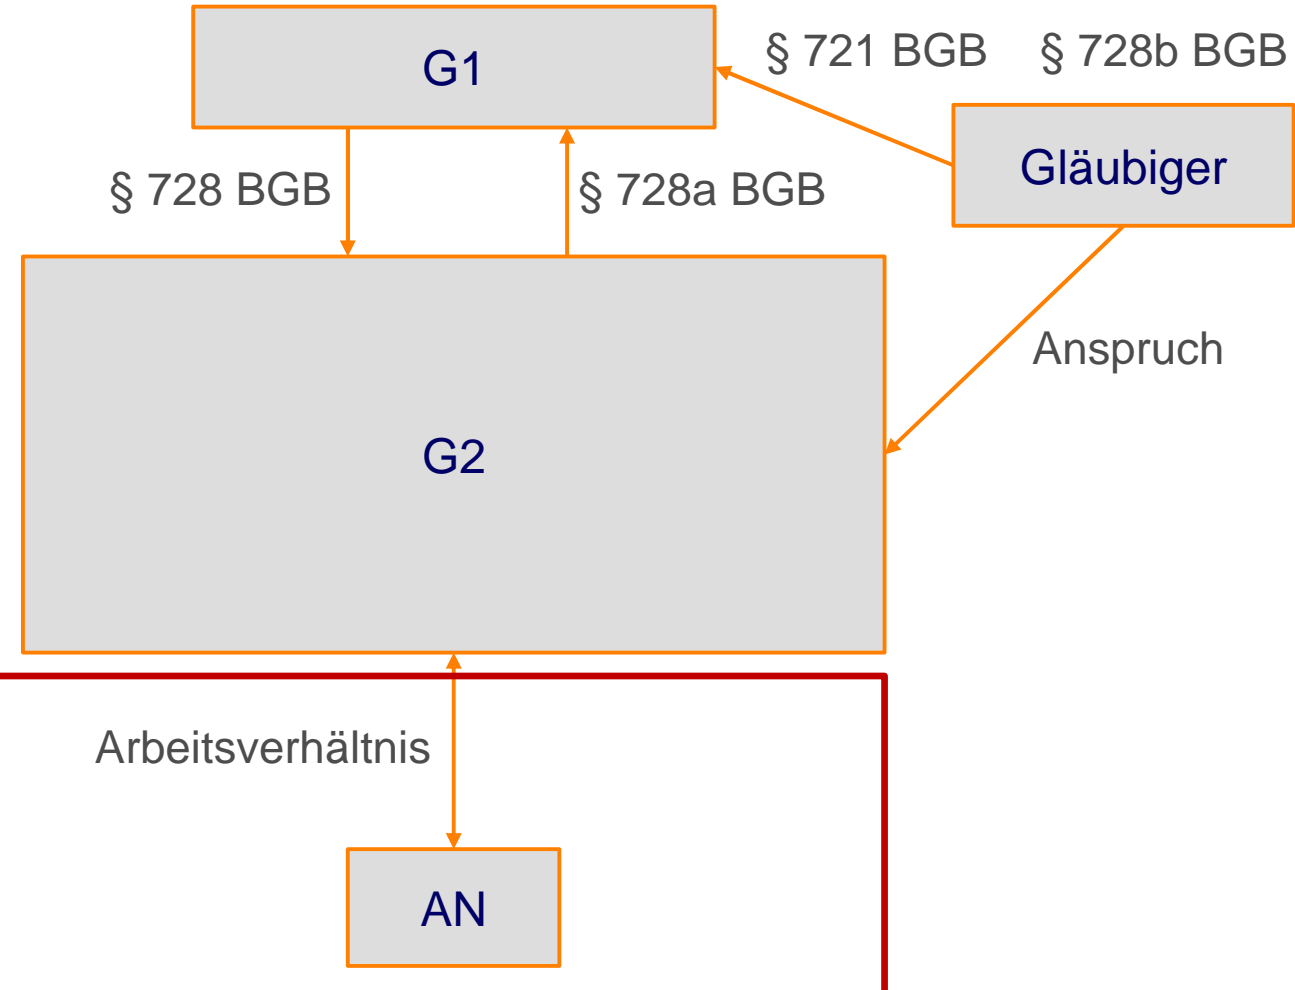 G1
§ 721 BGB
§ 728b BGB
Gläubiger
§ 728 BGB
§ 728a BGB
Anspruch
G2
Arbeitsverhältnis
AN